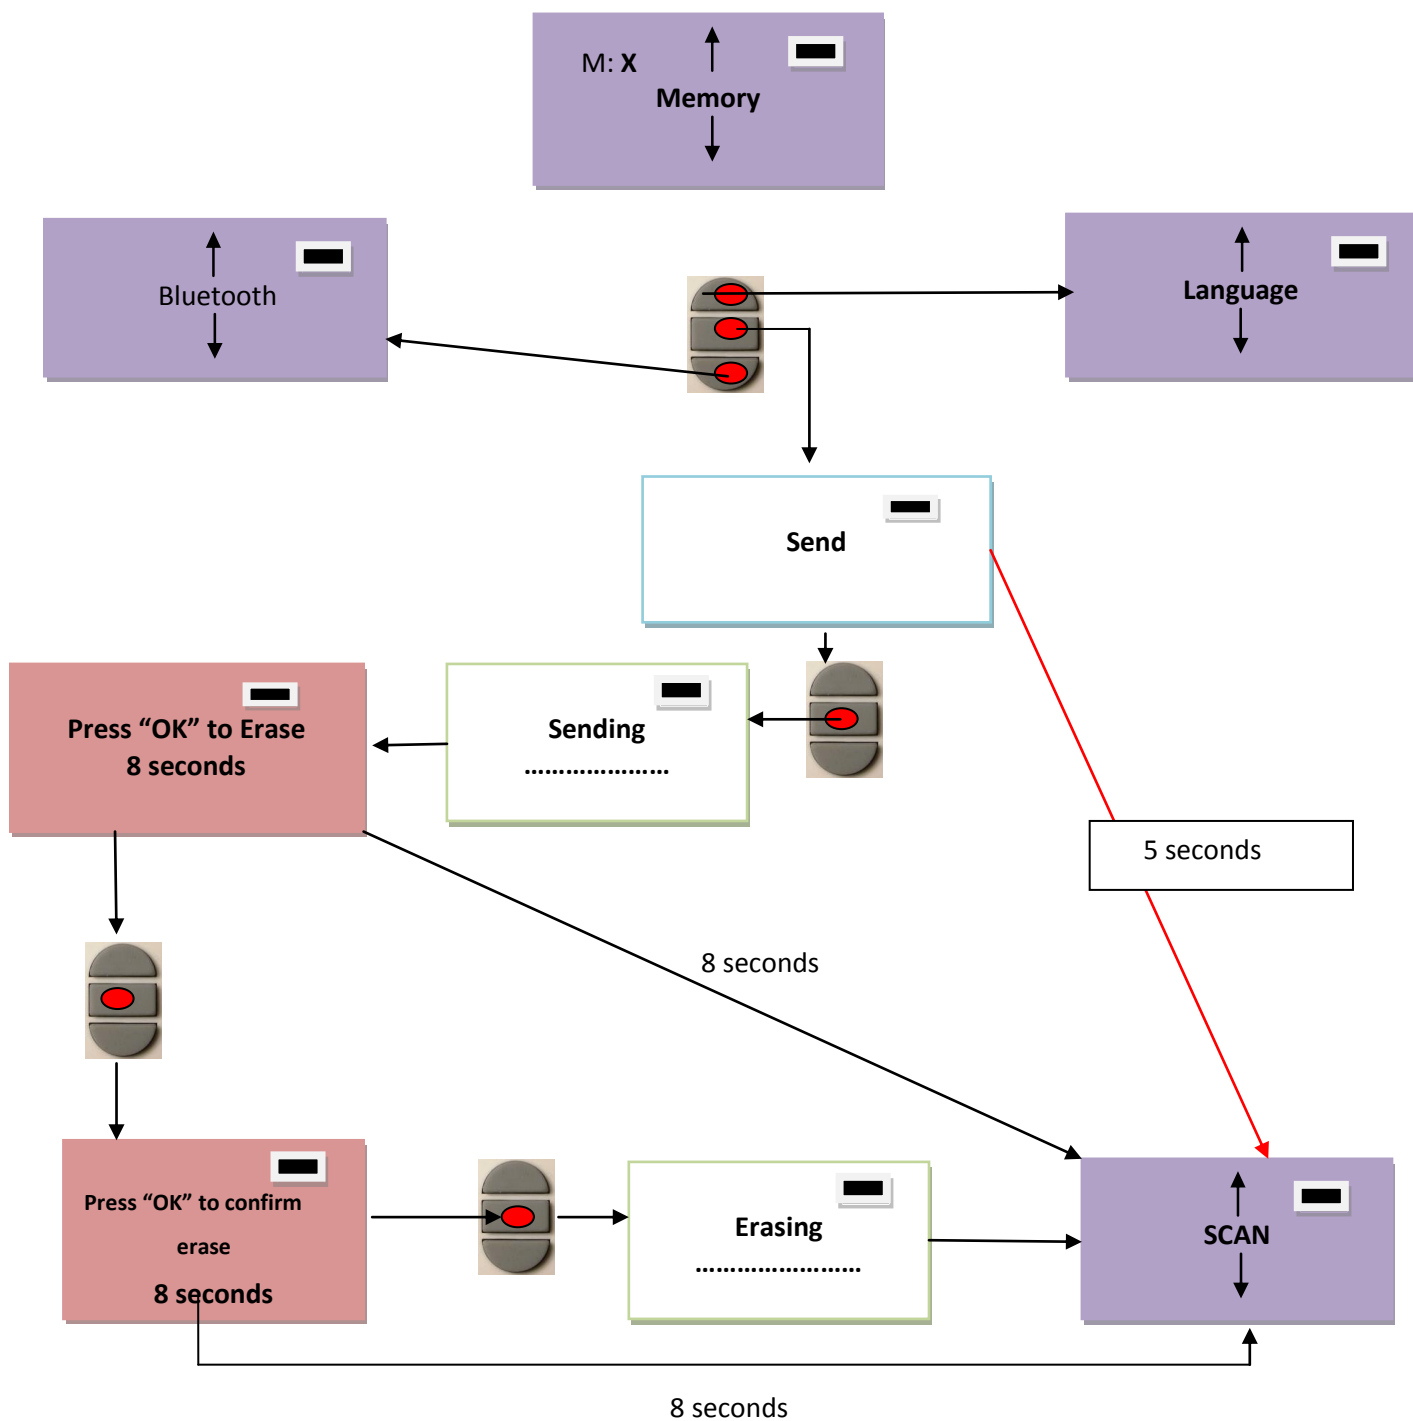 M: X
Memory
Bluetooth
Language
Send
Press “OK” to Erase
8 seconds
Sending
.....................
5 seconds
8 seconds
Press “OK” to confirm
erase
8 seconds
Erasing
........................
SCAN
8 seconds